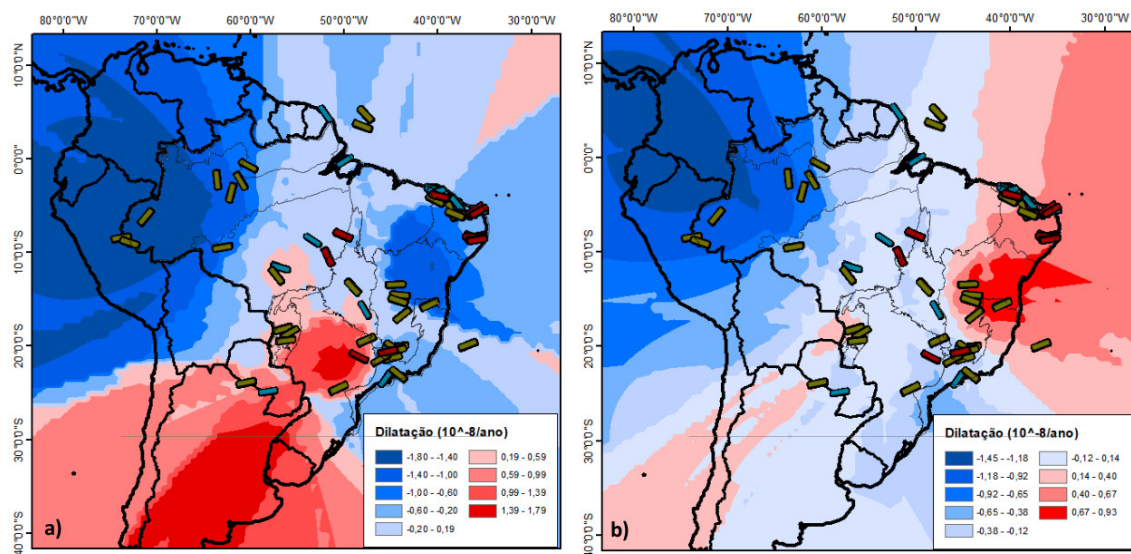 80°0'0"W 70°0'0"W 60°0'0"W 50°0'0"W 40°0'0"W 30°0'0"W
10°0'0"N
0°0'0"
10°0'0"S
20°0'0"S
30°0'0"S
40°0'0"S
a)
Dilatação (10^-8/ano)
-1,80 - -1,40
-1,40 - -1,00
-1,00 - -0,60
-0,60 - -0,20
-0,20 - 0,19
0,19 - 0,59
0,59 - 0,99
0,99 - 1,39
1,39 - 1,79
80°0'0"W 70°0'0"W 60°0'0"W 50°0'0"W 40°0'0"W 30°0'0"W
10°0'0"N
0°0'0"
10°0'0"S
20°0'0"S
30°0'0"S
40°0'0"S
b)
Dilatação (10^-8/ano)
-1,45 - -1,18
-1,18 - -0,92
-0,92 - -0,65
-0,65 - -0,38
-0,38 - -0,12
-0,12 - 0,14
0,14 - 0,40
0,40 - 0,67
0,67 - 0,93